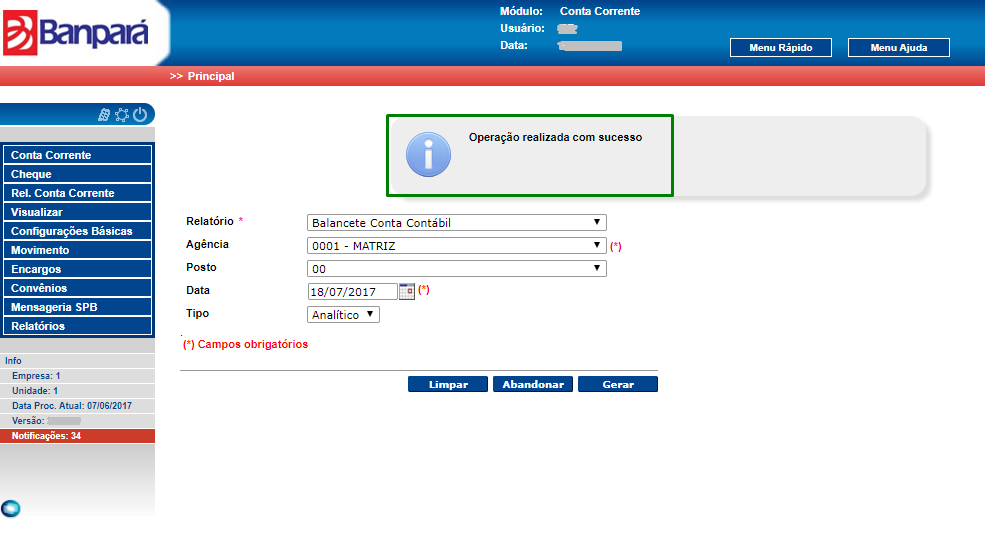 Banpará
Módulo: Conta Corrente
Usuário:
Data:
Menu Rápido
Menu Ajuda
>> Principal
Conta Corrente
Cheque
Rel. Conta Corrente
Visualizar
Configurações Básicas
Movimento
Encargos
Convênios
Mensageria SPB
Relatórios
Info
Empresa: 1
Unidade: 1
Data Proc. Atual: 07/06/2017
Versão:
Notificações: 34
Operação realizada com sucesso
Relatório * Balancete Conta Contábil
Agência 0001 - MATRIZ (*)
Posto 00
Data 18/07/2017 (*)
Tipo Analítico
.
(*) Campos obrigatórios
Limpar Abandonar Gerar